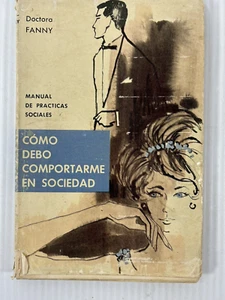 Doctora
FANNY
MANUAL
DE PRACTICAS
SOCIALES
CÓMO
DEBO
COMPORTARME
EN SOCIEDAD